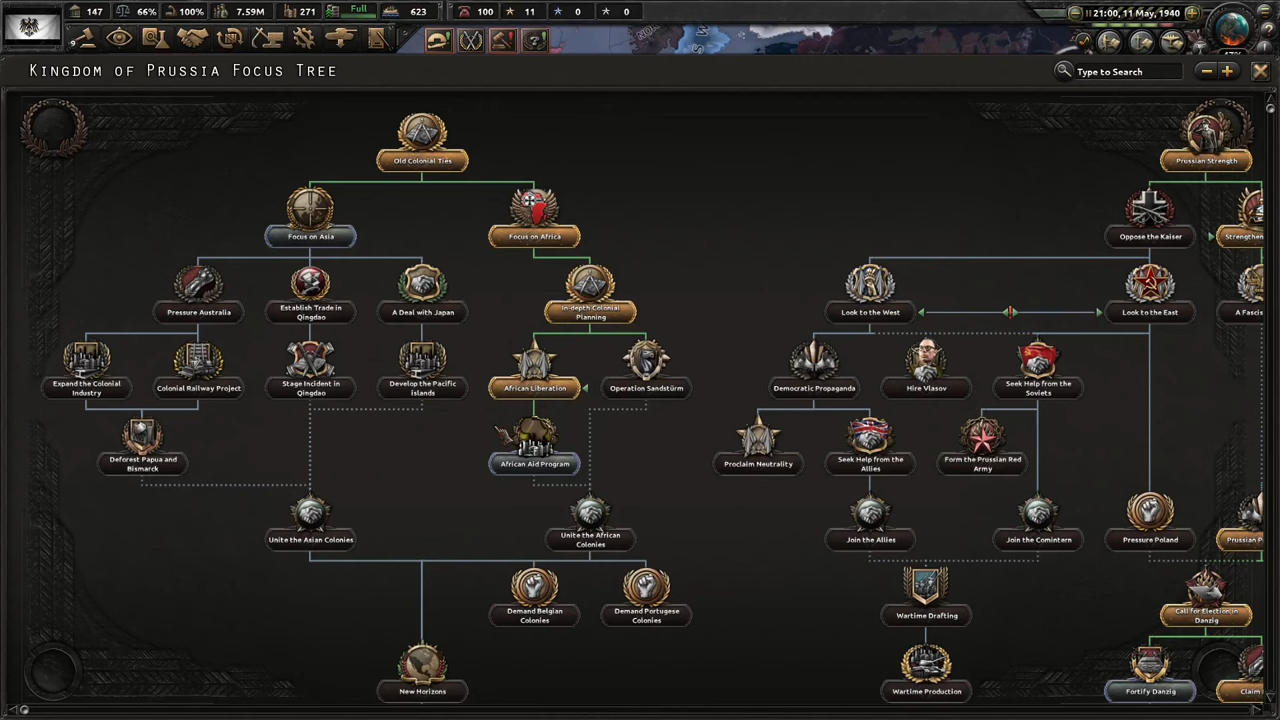 147 66% 100% 7.59M 271 Full 623 100 11 0 0 21:00, 11 May, 1940
9
Kingdom of Prussia Focus Tree
Type to Search
Old Colonial Ties
Prussian Strength
Focus on Asia
Focus on Africa
Oppose the Kaiser
Pressure Australia
Establish Trade in
Qingdao
A Deal with Japan
In-depth Colonial
Planning
Look to the West
Look to the East
Expand the Colonial
Industry
Colonial Railway Project
Stage Incident in
Qingdao
Develop the Pacific
Islands
African Liberation
Operation Sandstürm
Democratic Propaganda
Hire Vlasov
Seek Help from the
Soviets
Deforest Papua and
Bismarck
African Aid Program
Proclaim Neutrality
Seek Help from the
Allies
Form the Prussian Red
Army
Unite the Asian Colonies
Unite the African
Colonies
Join the Allies
Join the Comintern
Pressure Poland
Demand Belgian
Colonies
Demand Portugese
Colonies
Wartime Drafting
Call for Election in
Danzig
New Horizons
Wartime Production
Fortify Danzig
Claim